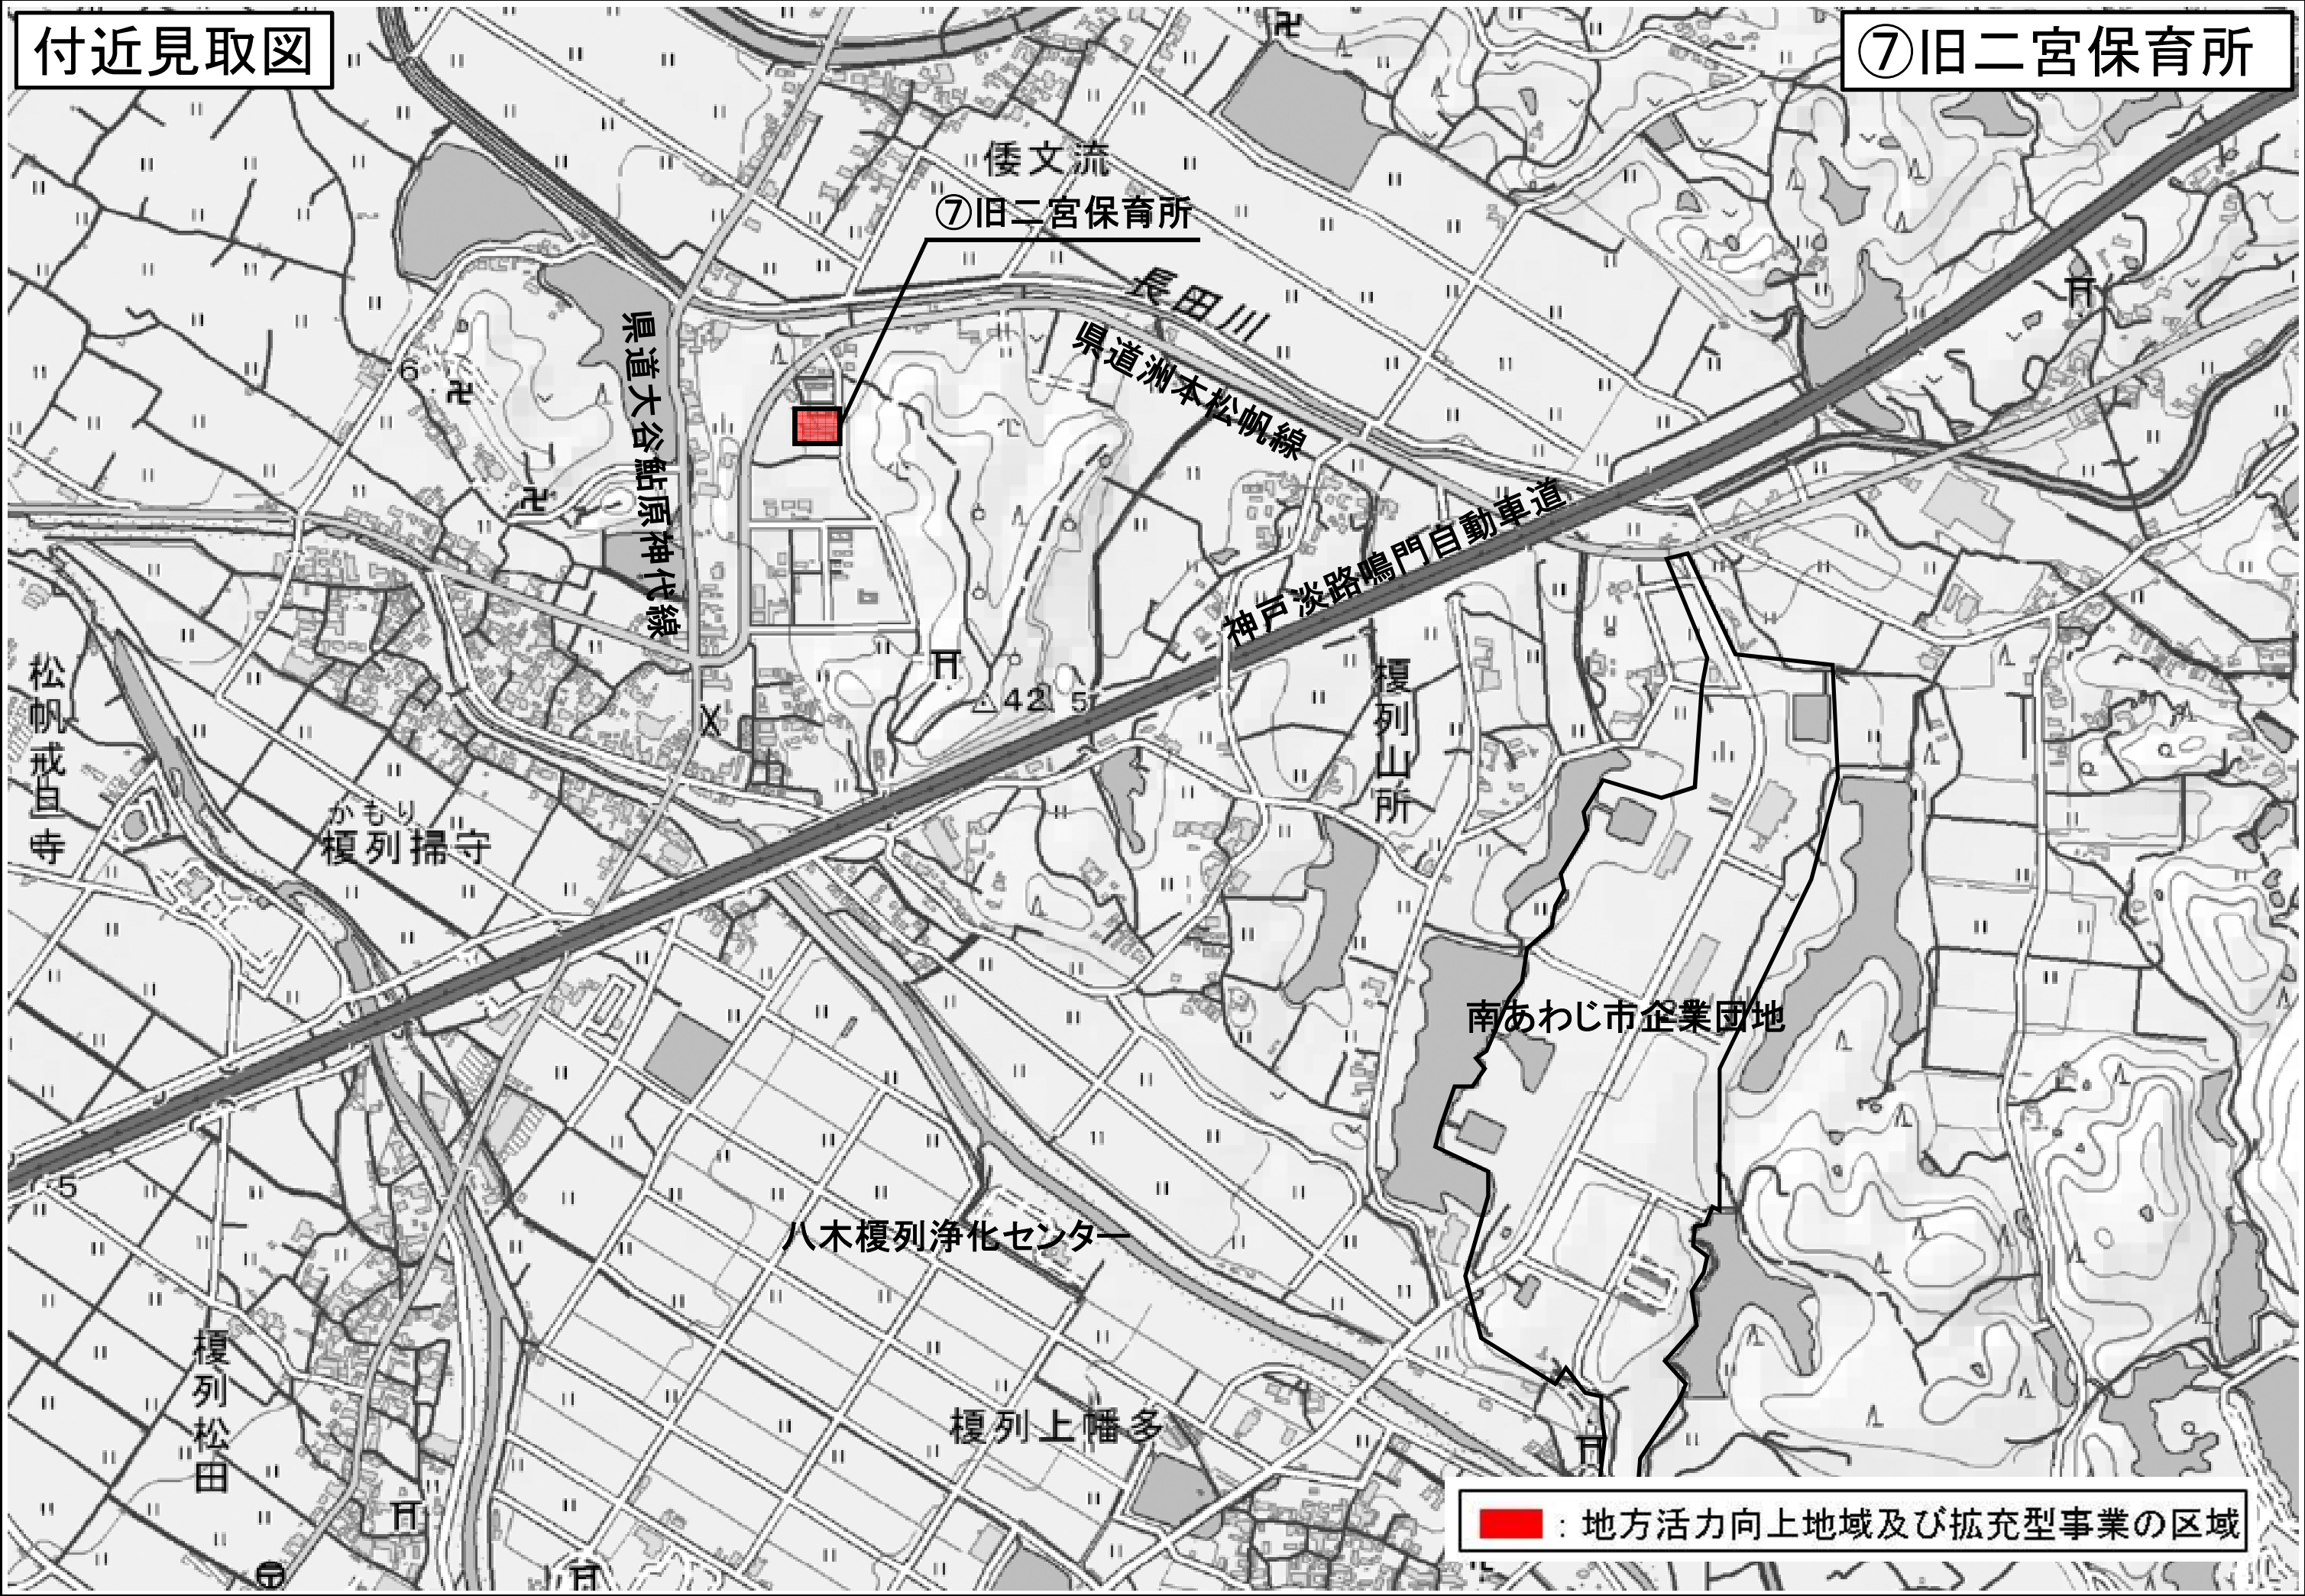 付近見取図
⑦旧二宮保育所
倭文流
⑦旧二宮保育所
長田川
県道洲本松帆線
県道大谷鮎原神代線
6
神戸淡路鳴門自動車道
42.5
榎列山所
松帆戒旦寺
かもり
榎列掃守
南あわじ市企業団地
5
八木榎列浄化センター
榎列松田
榎列上幡多
：地方活力向上地域及び拡充型事業の区域